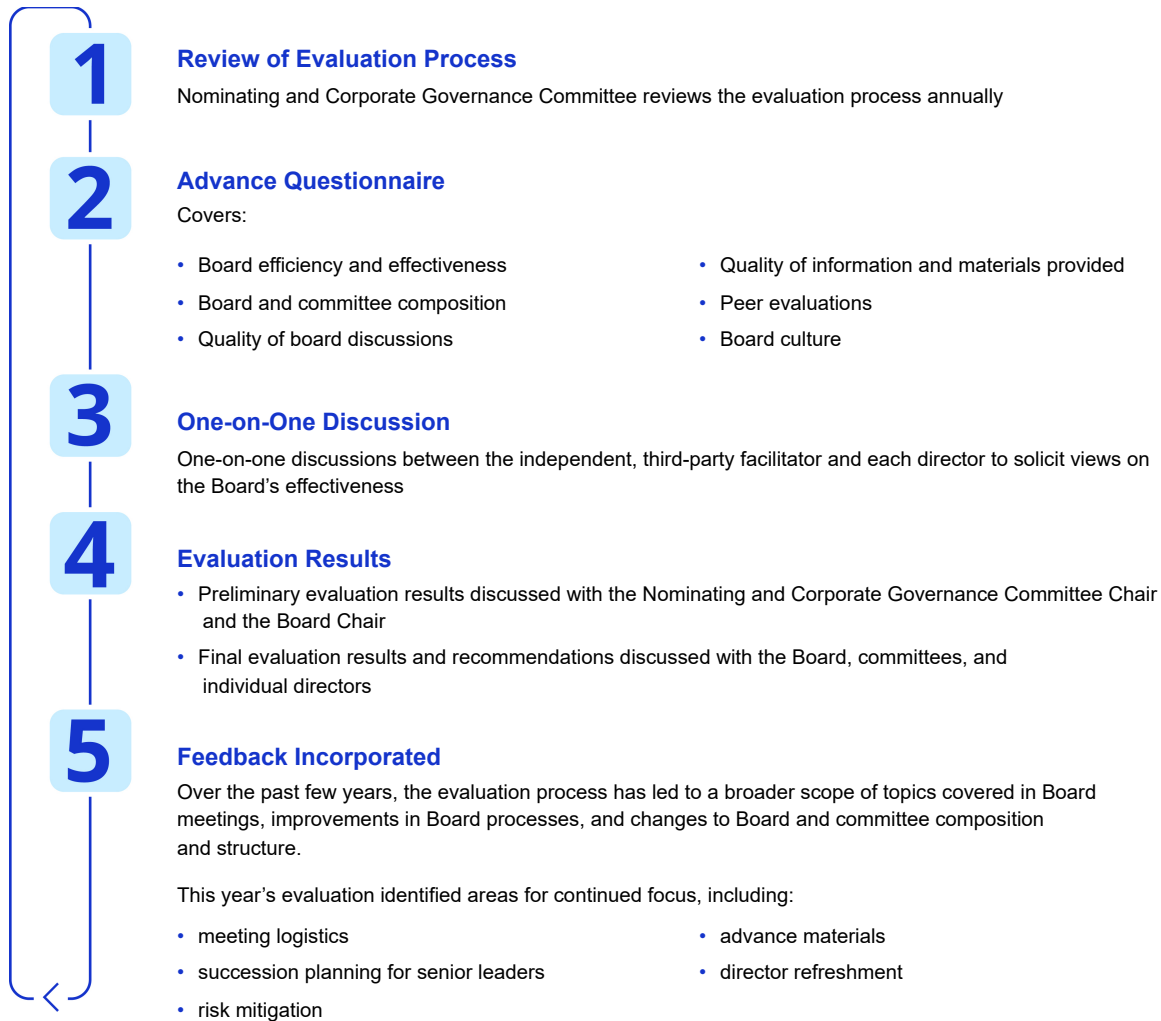 1
Review of Evaluation Process
Nominating and Corporate Governance Committee reviews the evaluation process annually
2
Advance Questionnaire
Covers:
• Board efficiency and effectiveness
• Board and committee composition
• Quality of board discussions
• Quality of information and materials provided
• Peer evaluations
• Board culture
3
One-on-One Discussion
One-on-one discussions between the independent, third-party facilitator and each director to solicit views on
the Board’s effectiveness
4
Evaluation Results
• Preliminary evaluation results discussed with the Nominating and Corporate Governance Committee Chair
and the Board Chair
• Final evaluation results and recommendations discussed with the Board, committees, and
individual directors
5
Feedback Incorporated
Over the past few years, the evaluation process has led to a broader scope of topics covered in Board
meetings, improvements in Board processes, and changes to Board and committee composition
and structure.
This year’s evaluation identified areas for continued focus, including:
• meeting logistics
• succession planning for senior leaders
• risk mitigation
• advance materials
• director refreshment